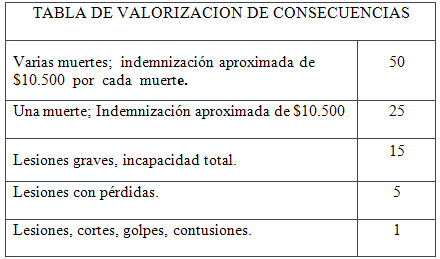 TABLA DE VALORIZACION DE CONSECUENCIAS
Varias muertes; indemnización aproximada de
$10.500 por cada muerte.
50
Una muerte; Indemnización aproximada de $10.500
25
Lesiones graves, incapacidad total.
15
Lesiones con pérdidas.
5
Lesiones, cortes, golpes, contusiones.
1